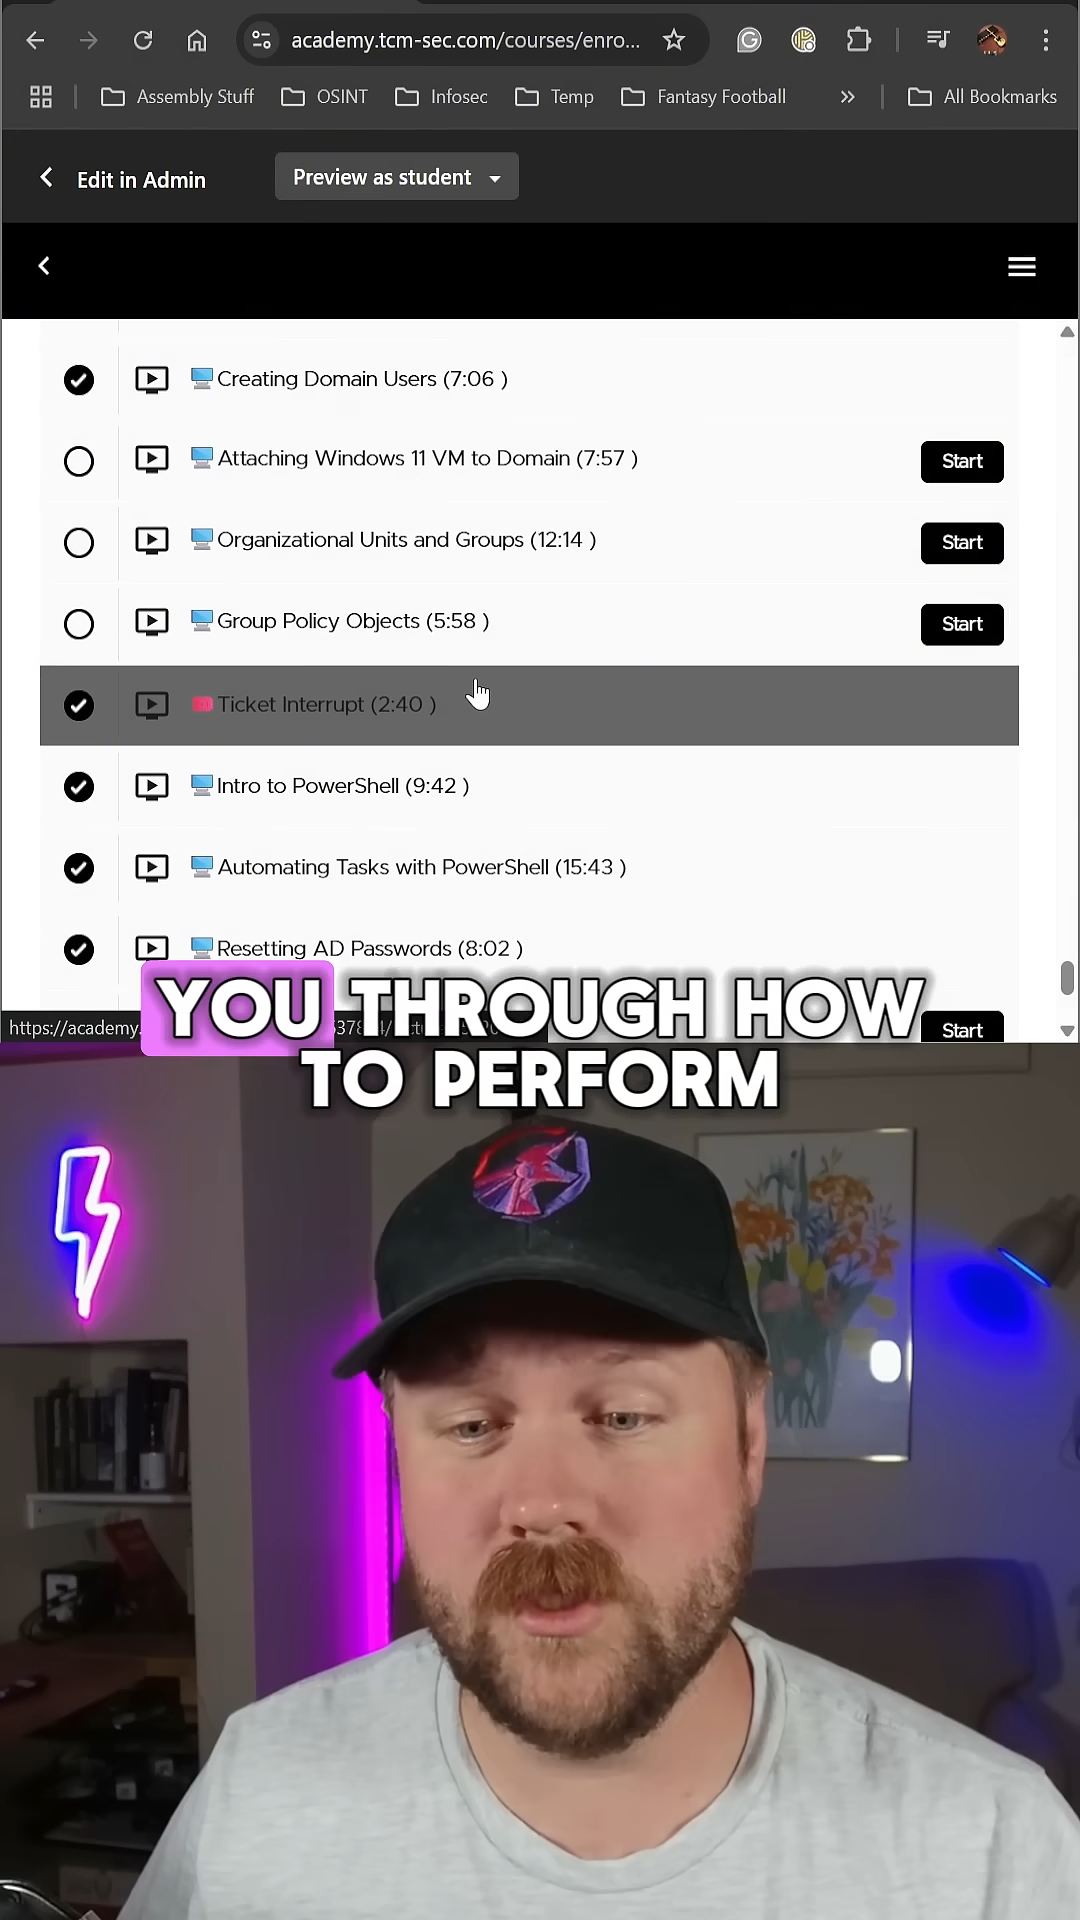 academy.tcm-sec.com/courses/enro...
Assembly Stuff
OSINT
Infosec
Temp
Fantasy Football
All Bookmarks
Edit in Admin
Preview as student
Creating Domain Users (7:06 )
Attaching Windows 11 VM to Domain (7:57 )
Start
Organizational Units and Groups (12:14 )
Start
Group Policy Objects (5:58 )
Start
Ticket Interrupt (2:40 )
Intro to PowerShell (9:42 )
Automating Tasks with PowerShell (15:43 )
Resetting AD Passwords (8:02 )
https://academy.
Start
YOU THROUGH HOW
TO PERFORM